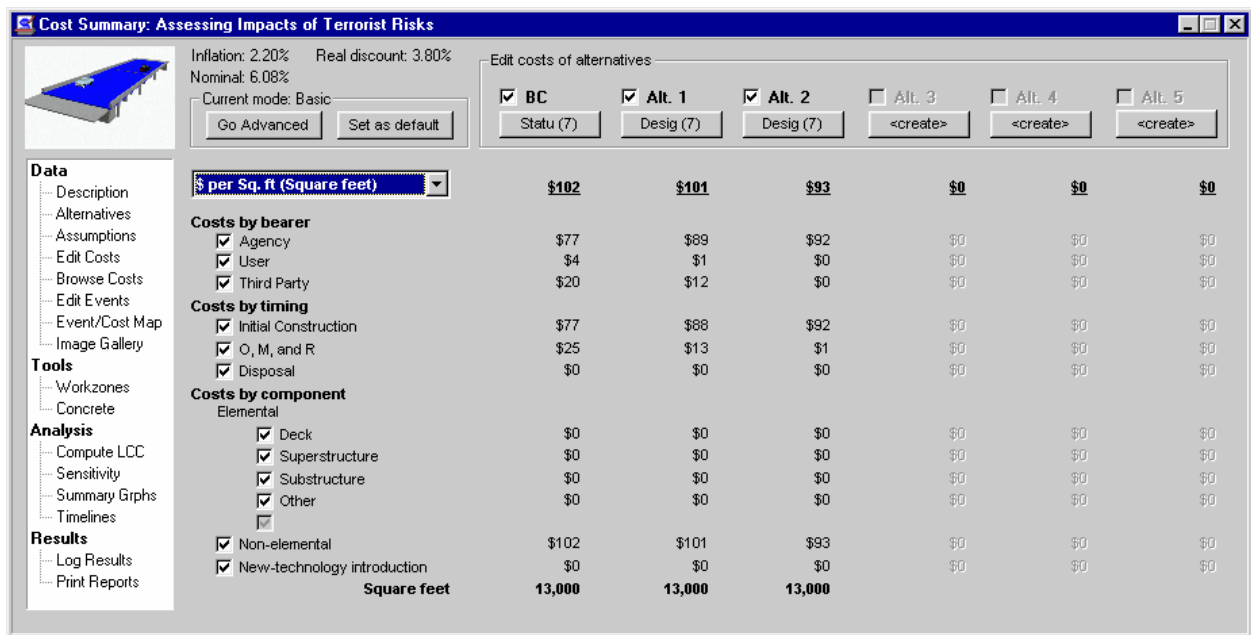 Cost Summary: Assessing Impacts of Terrorist Risks
Inflation: 2.20% Real discount: 3.80%
Nominal: 6.08%
Current mode: Basic
Go Advanced Set as default
Edit costs of alternatives
BC Alt. 1 Alt. 2 Alt. 3 Alt. 4 Alt. 5
Statu (7) Desig (7) Desig (7) <create> <create> <create>
Data
Description
Alternatives
Assumptions
Edit Costs
Browse Costs
Edit Events
Event/Cost Map
Image Gallery
Tools
Workzones
Concrete
Analysis
Compute LCC
Sensitivity
Summary Grphs
Timelines
Results
Log Results
Print Reports
$ per Sq. ft (Square feet) $102 $101 $93 $0 $0 $0
Costs by bearer
Agency $77 $89 $92 $0 $0 $0
User $4 $1 $0 $0 $0 $0
Third Party $20 $12 $0 $0 $0 $0
Costs by timing
Initial Construction $77 $88 $92 $0 $0 $0
O, M, and R $25 $13 $1 $0 $0 $0
Disposal $0 $0 $0 $0 $0 $0
Costs by component
Elemental
Deck $0 $0 $0 $0 $0 $0
Superstructure $0 $0 $0 $0 $0 $0
Substructure $0 $0 $0 $0 $0 $0
Other $0 $0 $0 $0 $0 $0
Non-elemental $102 $101 $93 $0 $0 $0
New-technology introduction $0 $0 $0 $0 $0 $0
Square feet 13,000 13,000 13,000